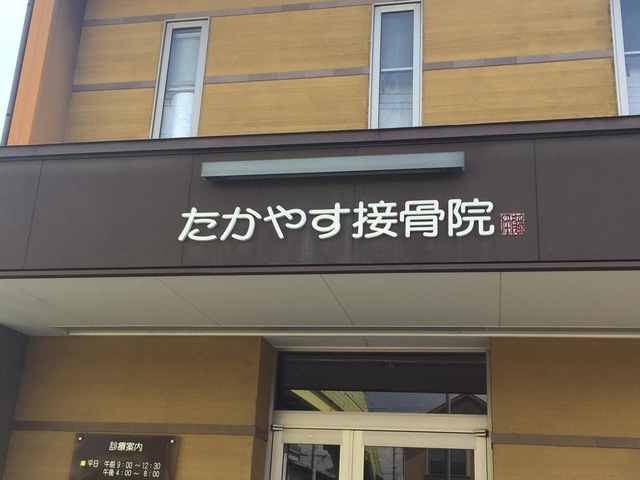 たかやす接骨院
診療案内
■平日 午前 9:00～12:30
午後 4:00～ 8:00